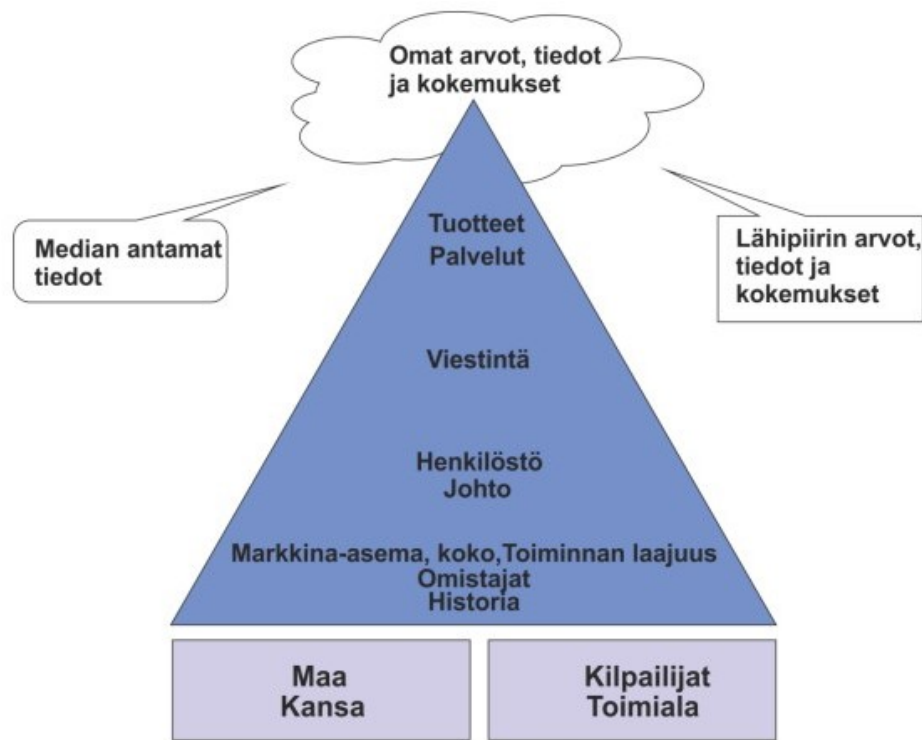 Omat arvot, tiedot
ja kokemukset
Median antamat
tiedot
Lähipiirin arvot,
tiedot ja
kokemukset
Tuotteet
Palvelut
Viestintä
Henkilöstö
Johto
Markkina-asema, koko,Toiminnan laajuus
Omistajat
Historia
Maa
Kansa
Kilpailijat
Toimiala